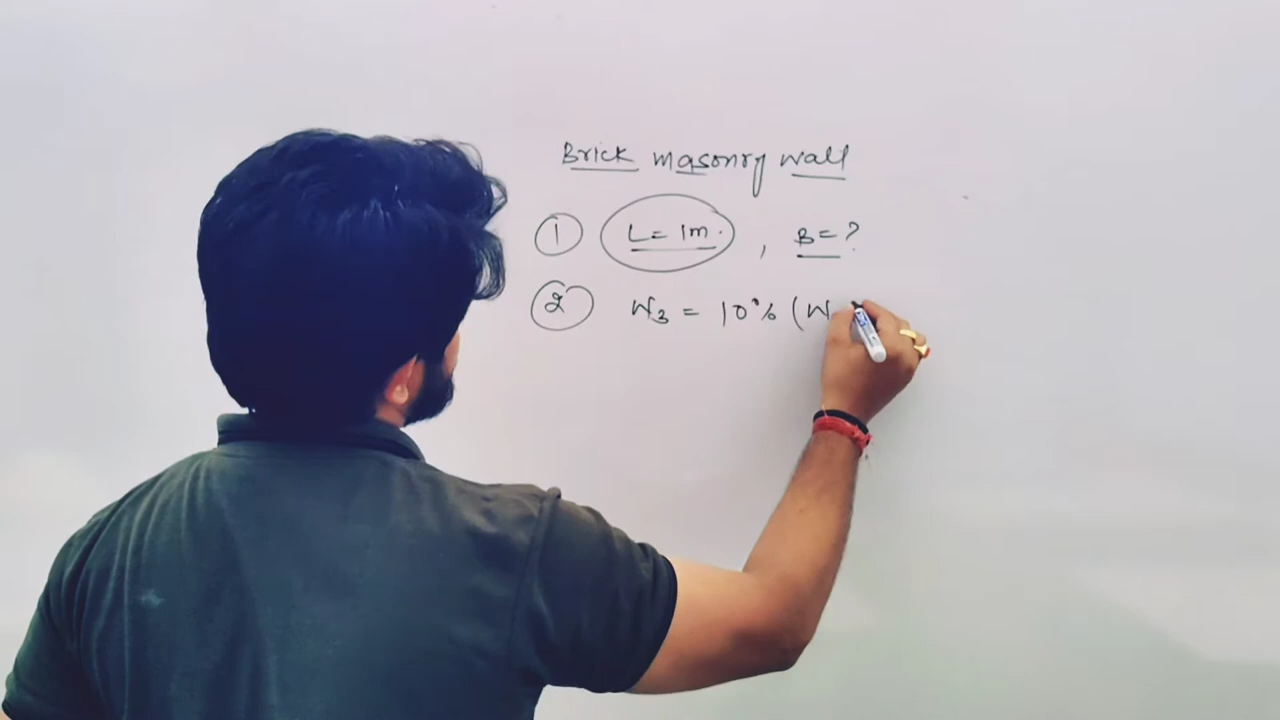 Brick masonry wall
① L = 1m. , B = ?
② W₃ = 10% (W